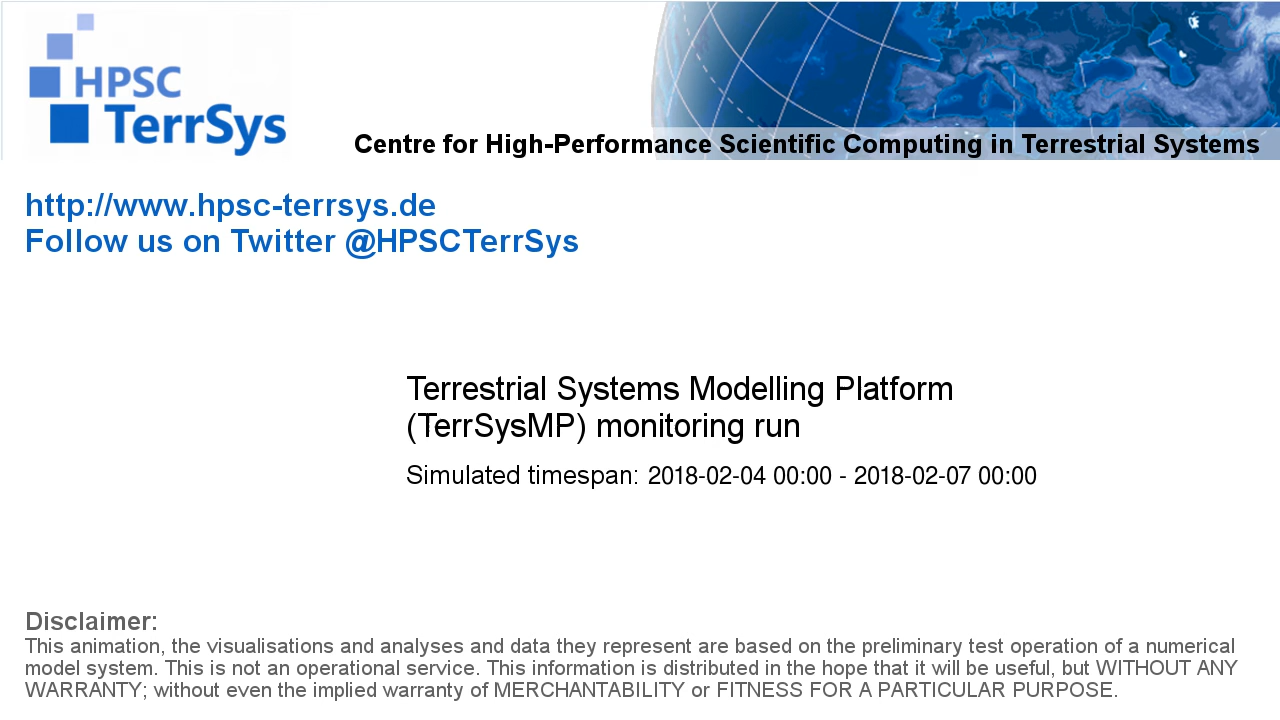 HPSC
TerrSys
Centre for High-Performance Scientific Computing in Terrestrial Systems
http://www.hpsc-terrsys.de
Follow us on Twitter @HPSCTerrSys
Terrestrial Systems Modelling Platform
(TerrSysMP) monitoring run
Simulated timespan: 2018-02-04 00:00 - 2018-02-07 00:00
Disclaimer:
This animation, the visualisations and analyses and data they represent are based on the preliminary test operation of a numerical
model system. This is not an operational service. This information is distributed in the hope that it will be useful, but WITHOUT ANY
WARRANTY; without even the implied warranty of MERCHANTABILITY or FITNESS FOR A PARTICULAR PURPOSE.